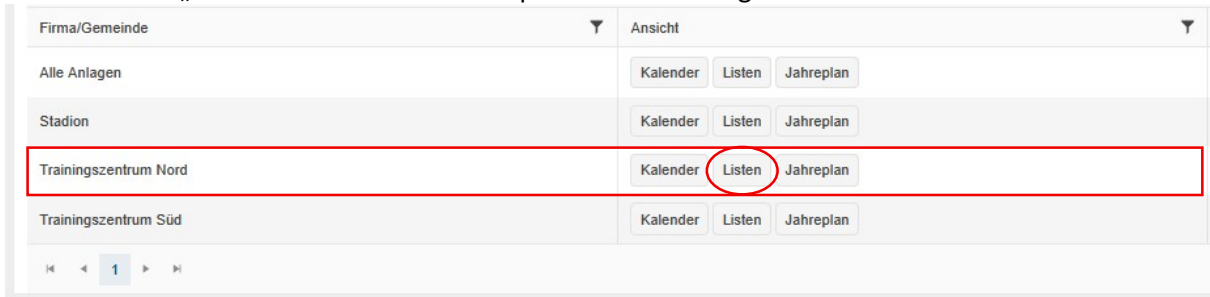 Firma/Gemeinde Ansicht
Alle Anlagen Kalender Listen Jahreplan
Stadion Kalender Listen Jahreplan
Trainingszentrum Nord Kalender Listen Jahreplan
Trainingszentrum Süd Kalender Listen Jahreplan
1